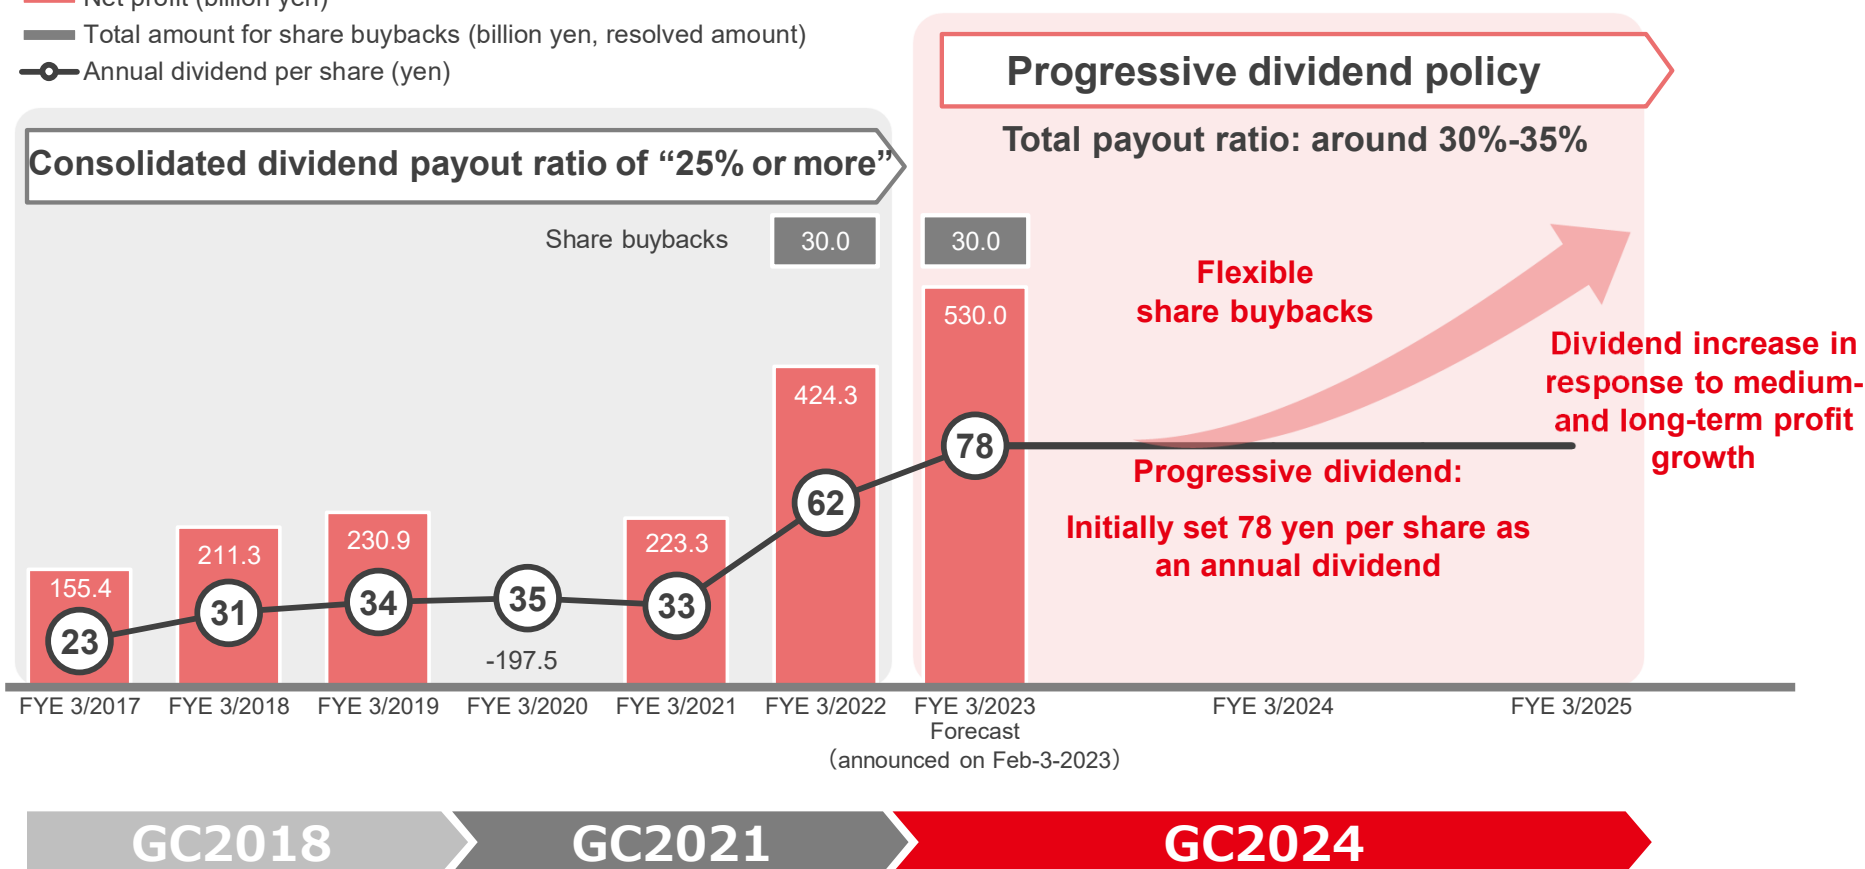 Net profit (billion yen)
Total amount for share buybacks (billion yen, resolved amount)
Annual dividend per share (yen)
Progressive dividend policy
Total payout ratio: around 30%-35%
Consolidated dividend payout ratio of “25% or more”
Share buybacks
30.0
30.0
Flexible
share buybacks
530.0
Dividend increase in
response to medium-
and long-term profit
growth
424.3
78
Progressive dividend:
Initially set 78 yen per share as
an annual dividend
62
223.3
230.9
211.3
155.4
23
31
34
35
33
-197.5
FYE 3/2017
FYE 3/2018
FYE 3/2019
FYE 3/2020
FYE 3/2021
FYE 3/2022
FYE 3/2023
Forecast
（announced on Feb-3-2023）
FYE 3/2024
FYE 3/2025
GC2018
GC2021
GC2024